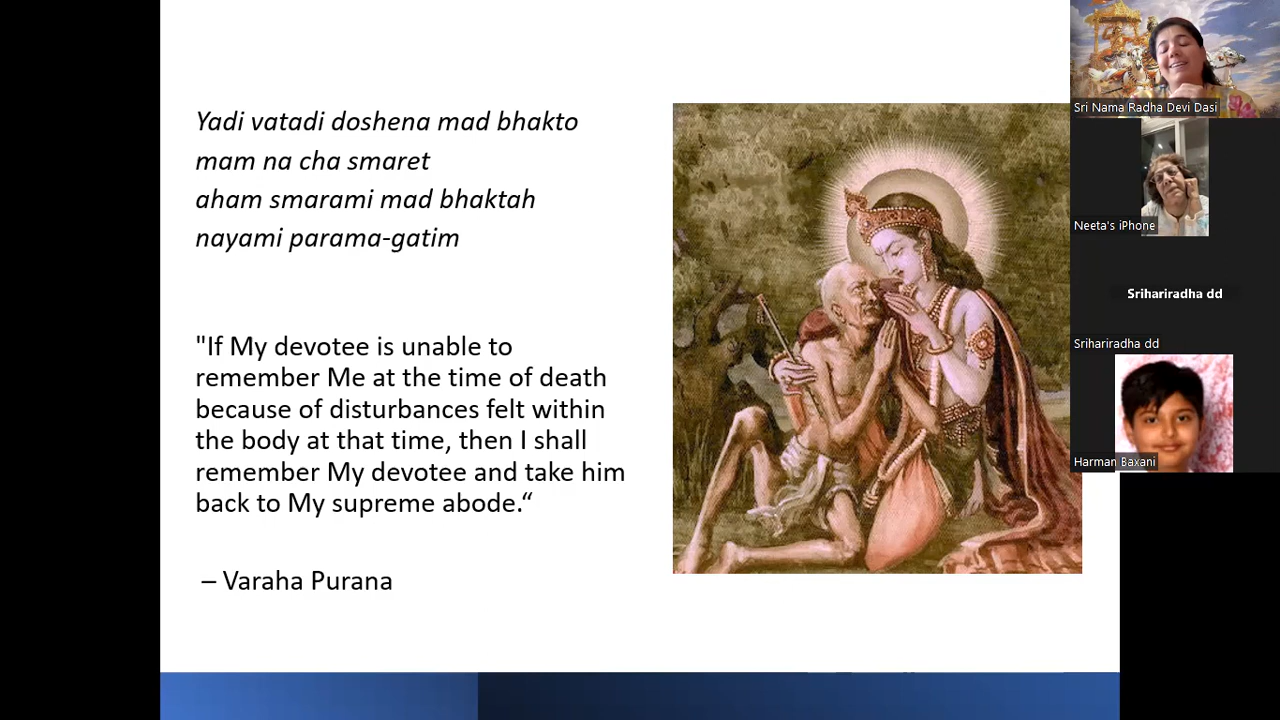 Yadi vatadi doshena mad bhakto
mam na cha smaret
aham smarami mad bhaktah
nayami parama-gatim
"If My devotee is unable to
remember Me at the time of death
because of disturbances felt within
the body at that time, then I shall
remember My devotee and take him
back to My supreme abode.“
– Varaha Purana
Sri Nama Radha Devi Dasi
Neeta's iPhone
Srihariradha dd
Srihariradha dd
Harman Baxani